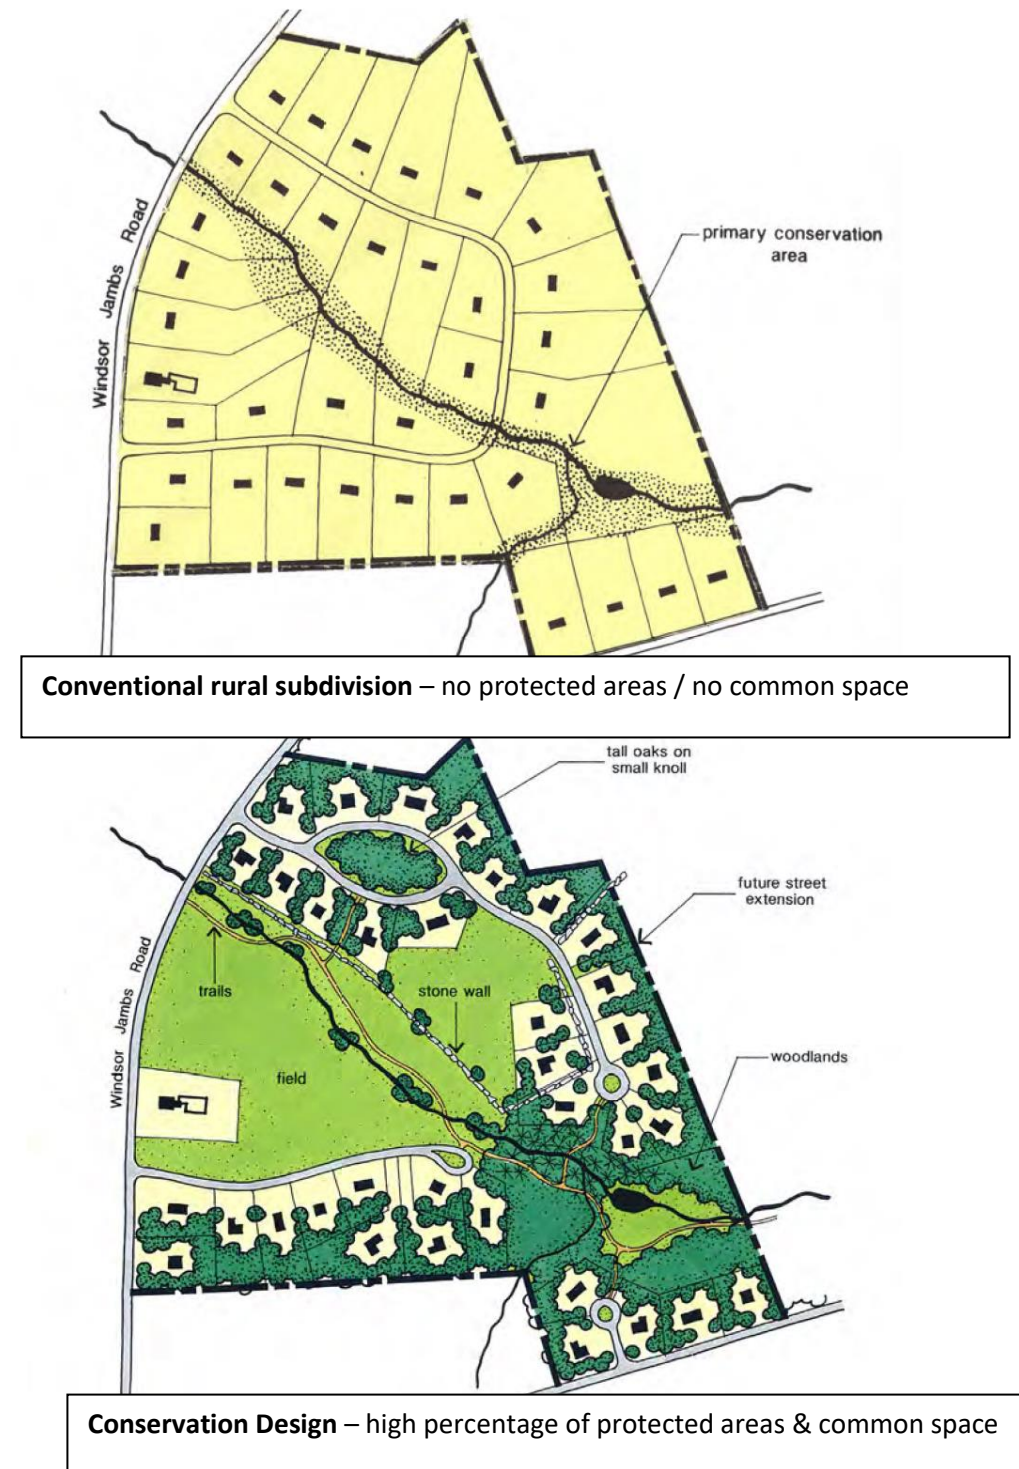 primary conservation
area
Windsor Jambs Road
Conventional rural subdivision – no protected areas / no common space
tall oaks on
small knoll
future street
extension
trails
stone wall
woodlands
field
Windsor Jambs Road
Conservation Design – high percentage of protected areas & common space